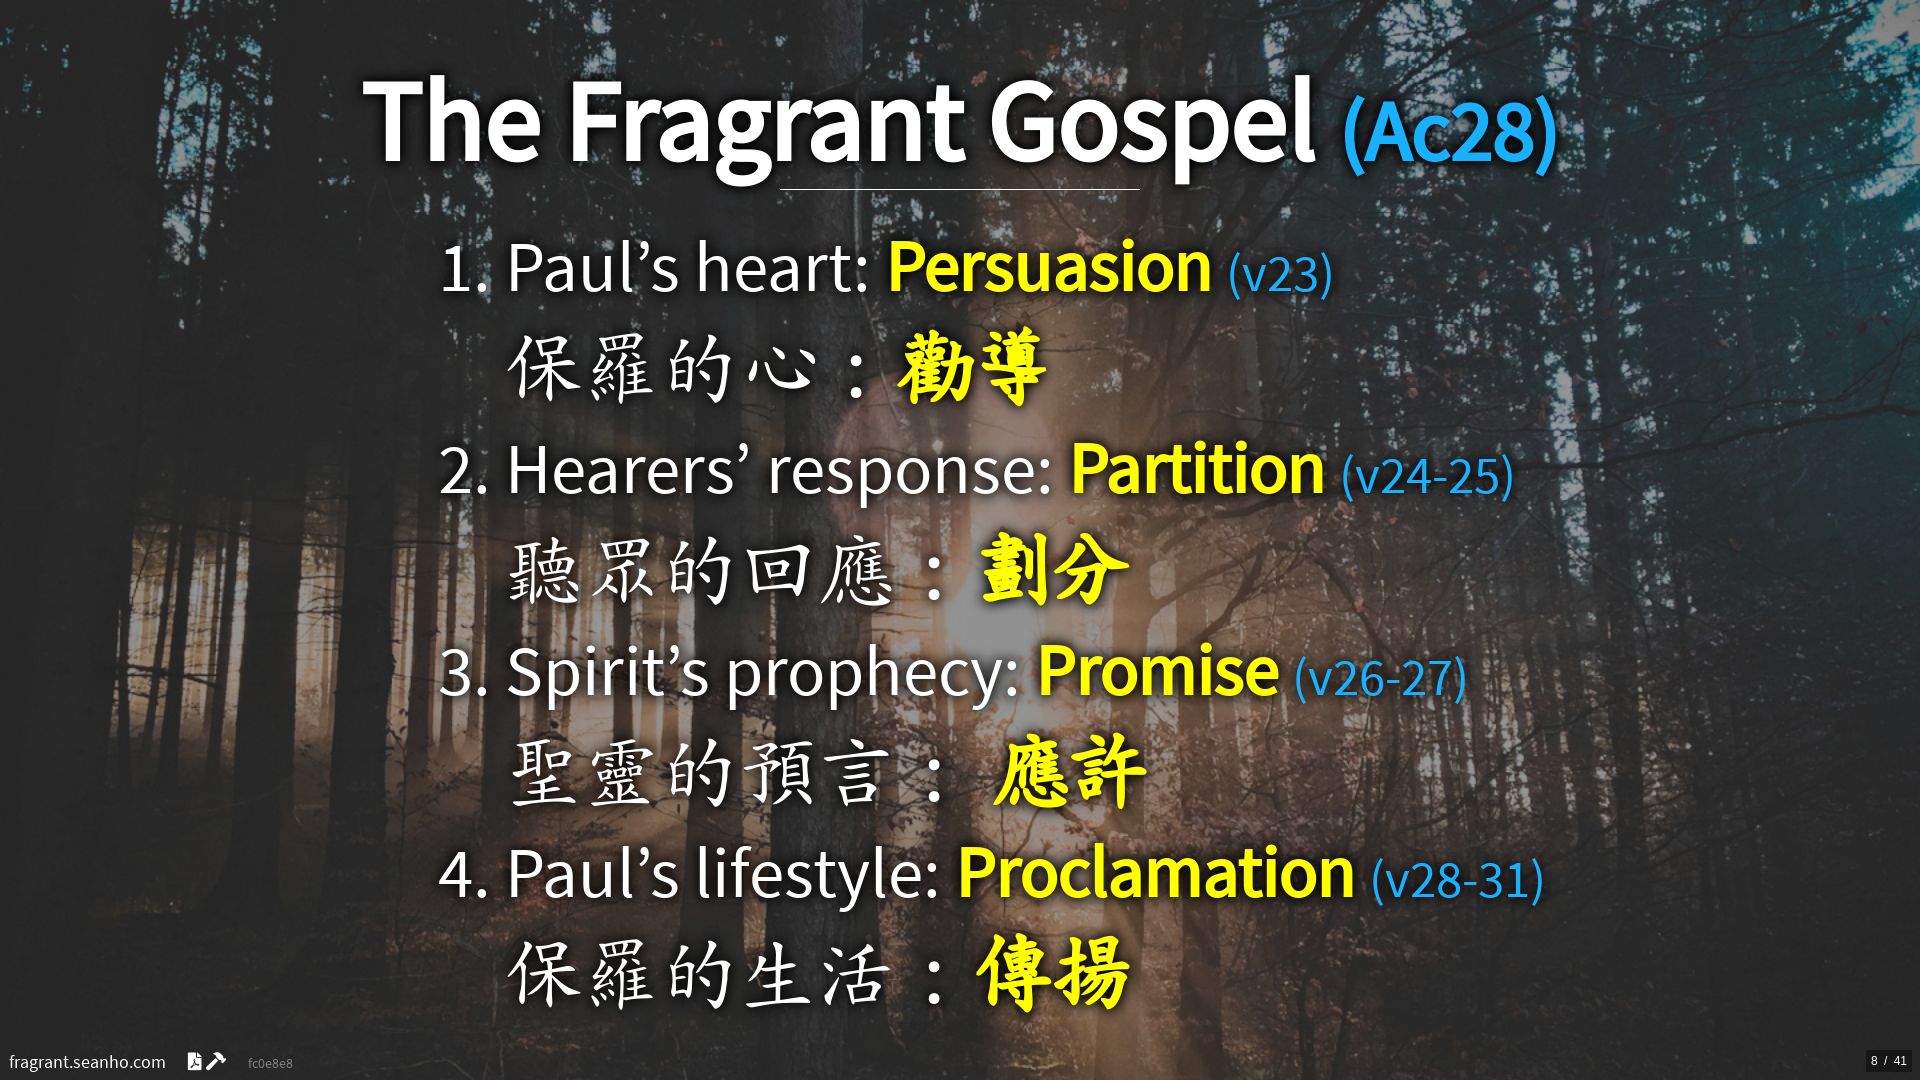 The Fragrant Gospel (Ac28)
1. Paul’s heart: Persuasion (v23)
保羅的心：勸導
2. Hearers’ response: Partition (v24-25)
聽眾的回應：劃分
3. Spirit’s prophecy: Promise (v26-27)
聖靈的預言： 應許
4. Paul’s lifestyle: Proclamation (v28-31)
保羅的生活：傳揚
fragrant.seanho.com fc0e8e8
8 / 41